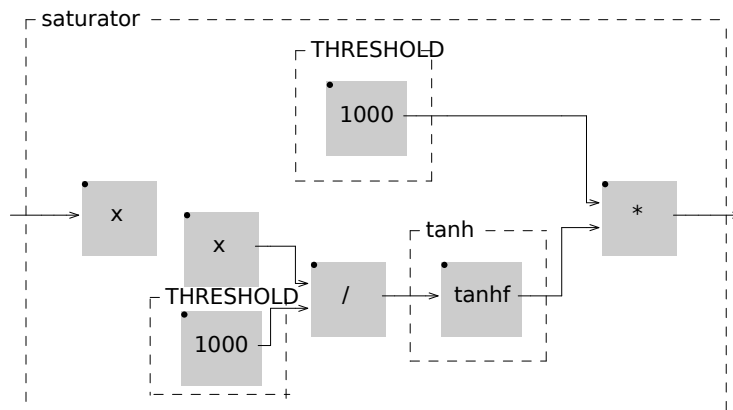 saturator
THRESHOLD
1000
x
x
THRESHOLD
1000
/
tanh
tanhf
*